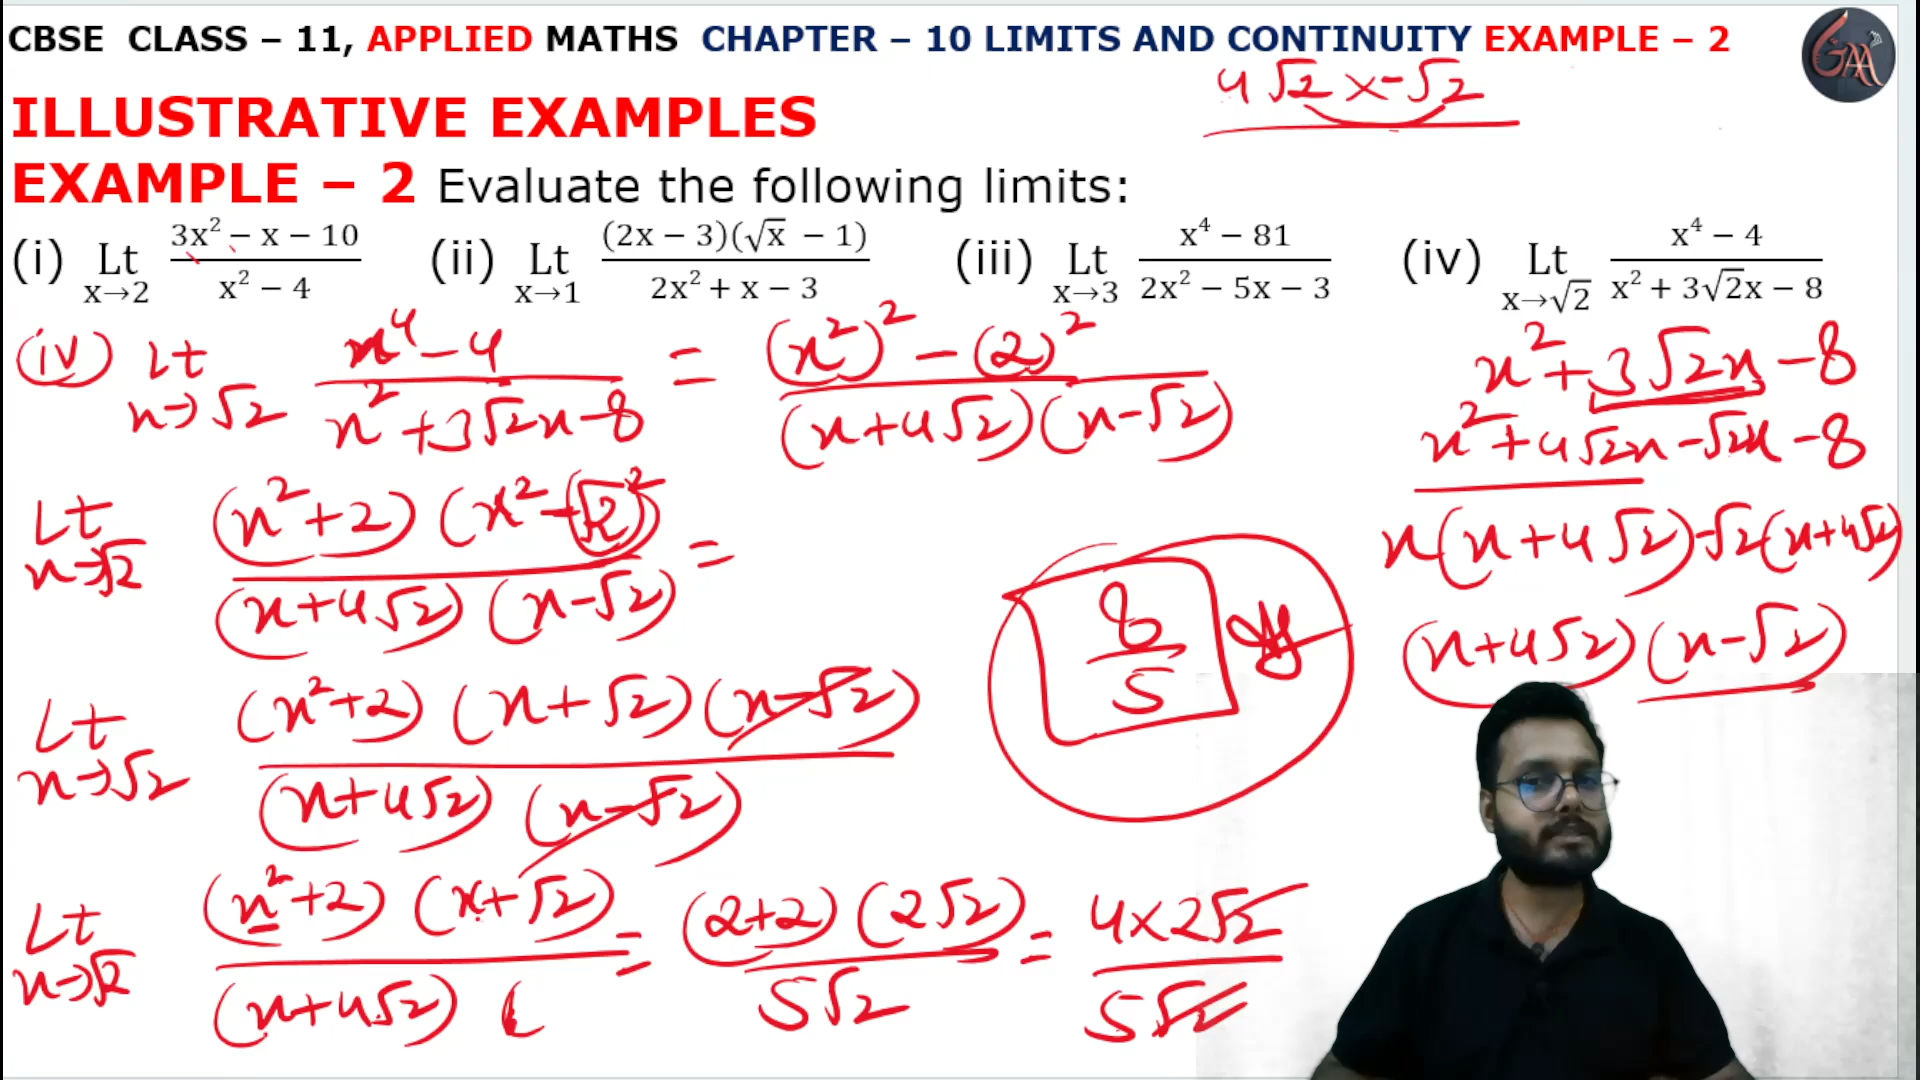 CBSE CLASS – 11, APPLIED MATHS CHAPTER – 10 LIMITS AND CONTINUITY EXAMPLE – 2
GAA
4√2 × -√2
ILLUSTRATIVE EXAMPLES
EXAMPLE – 2 Evaluate the following limits:
(i) Lt x→2 (3x² − x − 10)/(x² − 4) (ii) Lt x→1 (2x − 3)(√x − 1)/(2x² + x − 3) (iii) Lt x→3 (x⁴ − 81)/(2x² − 5x − 3) (iv) Lt x→√2 (x⁴ − 4)/(x² + 3√2x − 8)
(iv) Lt x→√2 (x⁴ − 4)/(x² + 3√2x − 8) = ((x²)² − (2)²)/((x+4√2)(x−√2))
x² + 3√2x − 8
x² + 4√2x − √2x − 8
x(x+4√2) − √2(x+4√2)
(x+4√2)(x−√2)
Lt x→√2 (x²+2)(x²−(√2)²)/((x+4√2)(x−√2)) =
Lt x→√2 (x²+2)(x+√2)(x−√2)/((x+4√2)(x−√2))
8/5
Lt x→√2 (x²+2)(x+√2)/((x+4√2) ( = (2+2)(2√2)/5√2 = 4×2√2/5√2